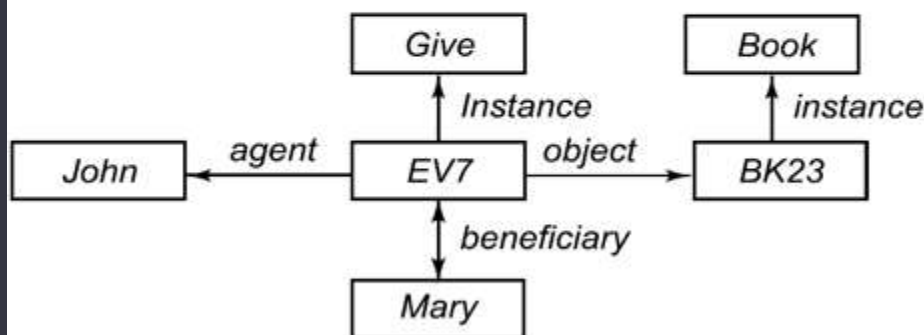 Give Book
Instance instance
John agent EV7 object BK23
beneficiary
Mary